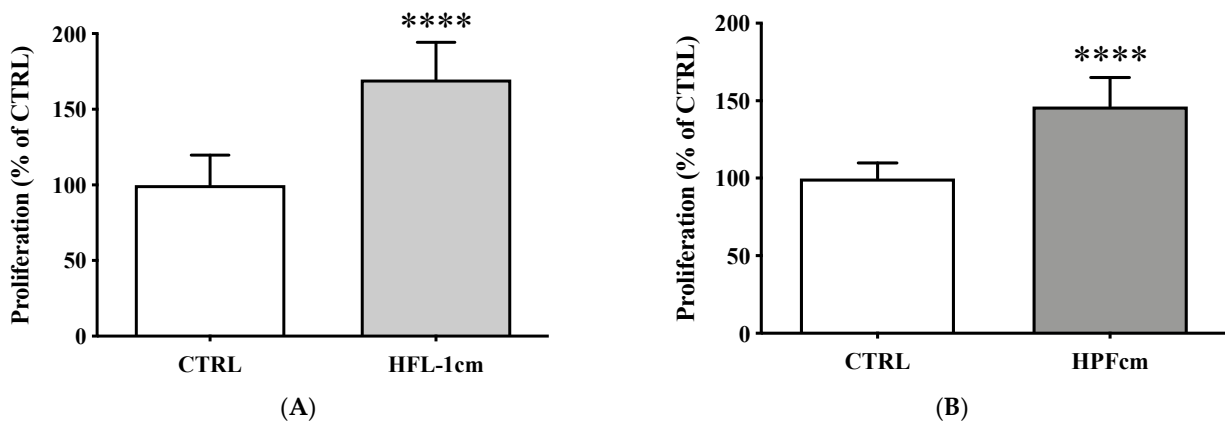 Proliferation (% of CTRL)
200
150
100
50
0
****
CTRL
HFL-1cm
(A)
Proliferation (% of CTRL)
200
150
100
50
0
****
CTRL
HPFcm
(B)